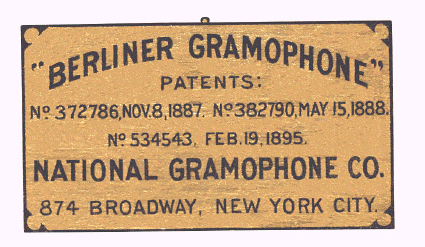 "BERLINER GRAMOPHONE"
PATENTS:
No. 372786, NOV. 8, 1887. No. 382790, MAY 15, 1888.
No. 534543, FEB. 19, 1895.
NATIONAL GRAMOPHONE CO.
874 BROADWAY, NEW YORK CITY.